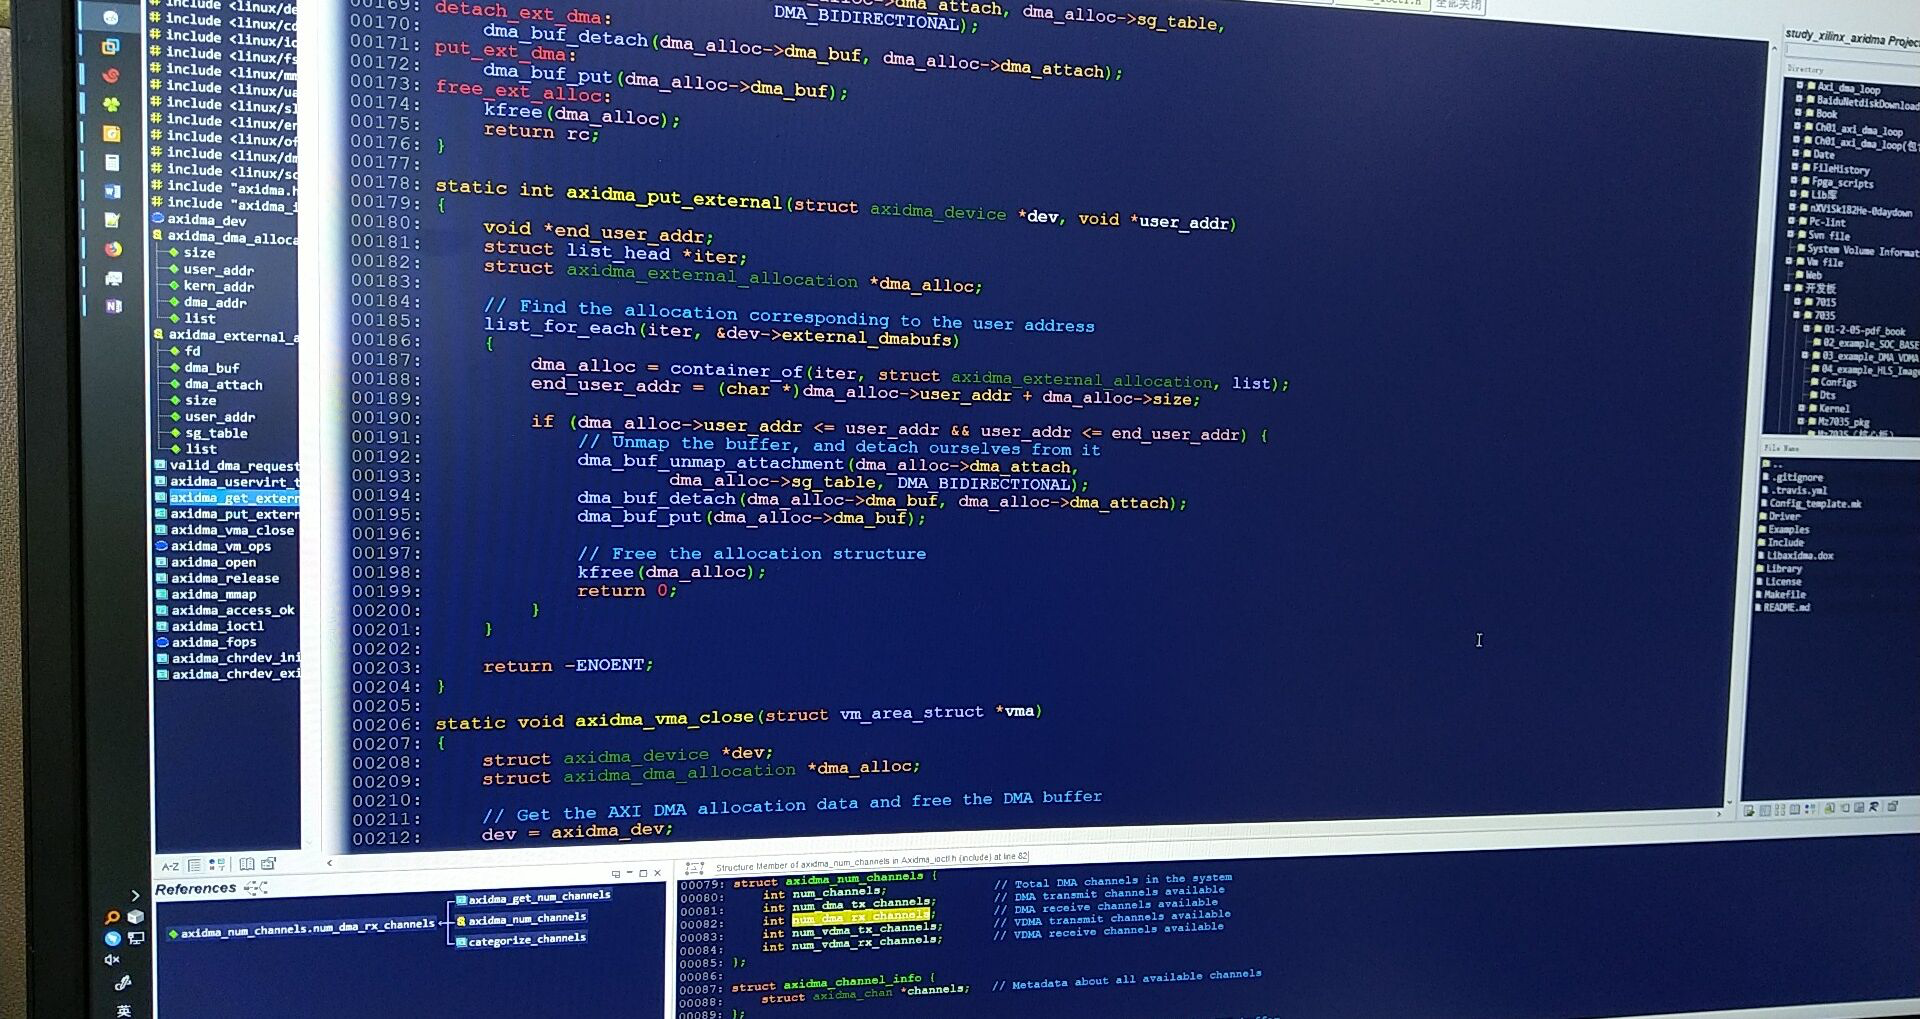 # include <linux/de
# include <linux/
# include <linux/
# include <linux/fs
# include <linux/
# include <linux/
# include <linux/sl
# include <linux/er
# include <linux/of
# include <linux/dm
# include <linux/
# include "axidma.h
# include "axidma_i
axidma_dev
axidma_dma_alloca
size
user_addr
kern_addr
dma_addr
list
axidma_external_a
fd
dma_buf
dma_attach
size
user_addr
sg_table
list
valid_dma_request
axidma_uservirt_t
axidma_get_extern
axidma_put_extern
axidma_vma_close
axidma_vm_ops
axidma_open
axidma_release
axidma_mmap
axidma_access_ok
axidma_ioctl
axidma_fops
axidma_chrdev_ini
axidma_chrdev_exi
A-Z
00169: dma_attach, dma_alloc->sg_table,
00170: DMA_BIDIRECTIONAL);
detach_ext_dma:
00171: dma_buf_detach(dma_alloc->dma_buf, dma_alloc->dma_attach);
00172: put_ext_dma:
00173: dma_buf_put(dma_alloc->dma_buf);
00174: free_ext_alloc:
00175: kfree(dma_alloc);
00176: return rc;
00177: }
00178:
00179: static int axidma_put_external(struct axidma_device *dev, void *user_addr)
00180: {
00181: void *end_user_addr;
00182: struct list_head *iter;
00183: struct axidma_external_allocation *dma_alloc;
00184:
00185: // Find the allocation corresponding to the user address
00186: list_for_each(iter, &dev->external_dmabufs)
00187: {
00188: dma_alloc = container_of(iter, struct axidma_external_allocation, list);
00189: end_user_addr = (char *)dma_alloc->user_addr + dma_alloc->size;
00190:
00191: if (dma_alloc->user_addr <= user_addr && user_addr <= end_user_addr) {
00192: // Unmap the buffer, and detach ourselves from it
00193: dma_buf_unmap_attachment(dma_alloc->dma_attach,
00194: dma_alloc->sg_table, DMA_BIDIRECTIONAL);
00195: dma_buf_detach(dma_alloc->dma_buf, dma_alloc->dma_attach);
00196: dma_buf_put(dma_alloc->dma_buf);
00197:
00198: // Free the allocation structure
00199: kfree(dma_alloc);
return 0;
00200: }
00201: }
00202:
00203: return -ENOENT;
00204: }
00205:
00206: static void axidma_vma_close(struct vm_area_struct *vma)
00207: {
00208: struct axidma_device *dev;
00209: struct axidma_dma_allocation *dma_alloc;
00210:
00211: // Get the AXI DMA allocation data and free the DMA buffer
00212: dev = axidma_dev;
全部关闭
study_xilinx_axidma Projec
Directory
Axi_dma_loop
BaiduNetdiskDownload
Book
Ch01_axi_dma_loop
Ch01_axi_dma_loop(包
Date
FileHistory
Fpga_scripts
Lib库
nXViSk182He-0daydown
Pc-lint
Svn file
System Volume Informat
Vm file
Web
开发板
7015
7035
01-2-05-pdf_book
02_example_SOC_BASE
03_example_DMA_VDMA
04_example_HLS_Imag
Configs
Dts
Kernel
Mz7035_pkg
File Name
..
.gitignore
.travis.yml
Config_template.mk
Driver
Examples
Include
Libaxidma.dox
Library
License
Makefile
README.md
References
axidma_num_channels.num_dma_rx_channels
axidma_get_num_channels
axidma_num_channels
categorize_channels
Structure Member of axidma_num_channels in Axidma_ioctl.h (include) at line 82
00079: struct axidma_num_channels {
00080: int num_channels; // Total DMA channels in the system
00081: int num_dma_tx_channels; // DMA transmit channels available
00082: int num_dma_rx_channels; // DMA receive channels available
00083: int num_vdma_tx_channels; // VDMA transmit channels available
00084: int num_vdma_rx_channels; // VDMA receive channels available
00085: };
00086:
00087: struct axidma_channel_info {
00088: struct axidma_chan *channels; // Metadata about all available channels
00089: };
英